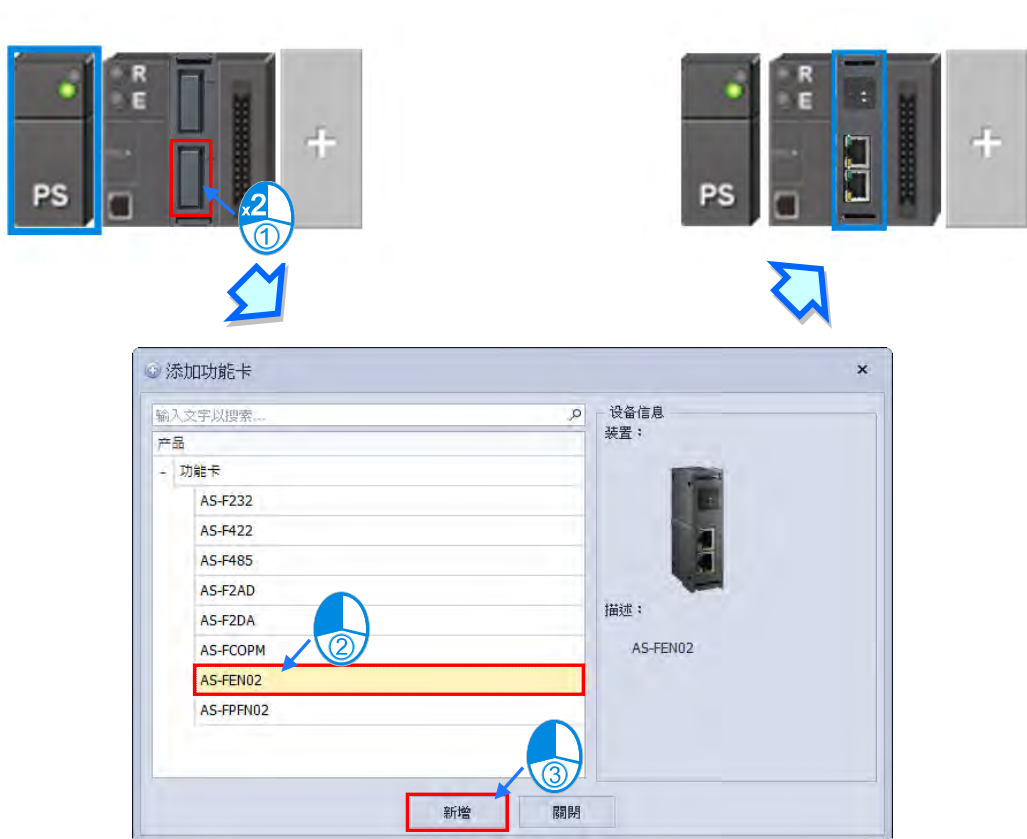 R
E
PS
+
x2
①
R
E
PS
+
添加功能卡
×
输入文字以搜索...
产品
- 功能卡
AS-F232
AS-F422
AS-F485
AS-F2AD
AS-F2DA
AS-FCOPM
AS-FEN02
AS-FPFN02
②
③
设备信息
装置：
描述：
AS-FEN02
新增
關閉